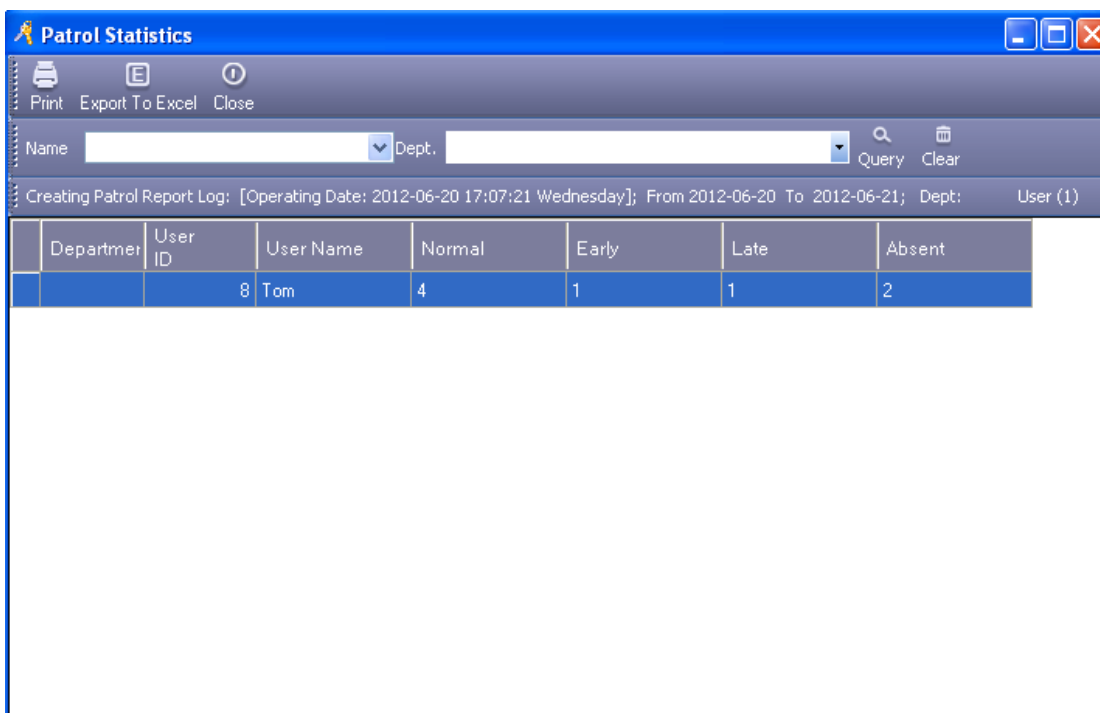 Patrol Statistics
Print Export To Excel Close
Name Dept. Query Clear
Creating Patrol Report Log: [Operating Date: 2012-06-20 17:07:21 Wednesday]; From 2012-06-20 To 2012-06-21; Dept: User (1)
Departmer User ID User Name Normal Early Late Absent
8 Tom 4 1 1 2